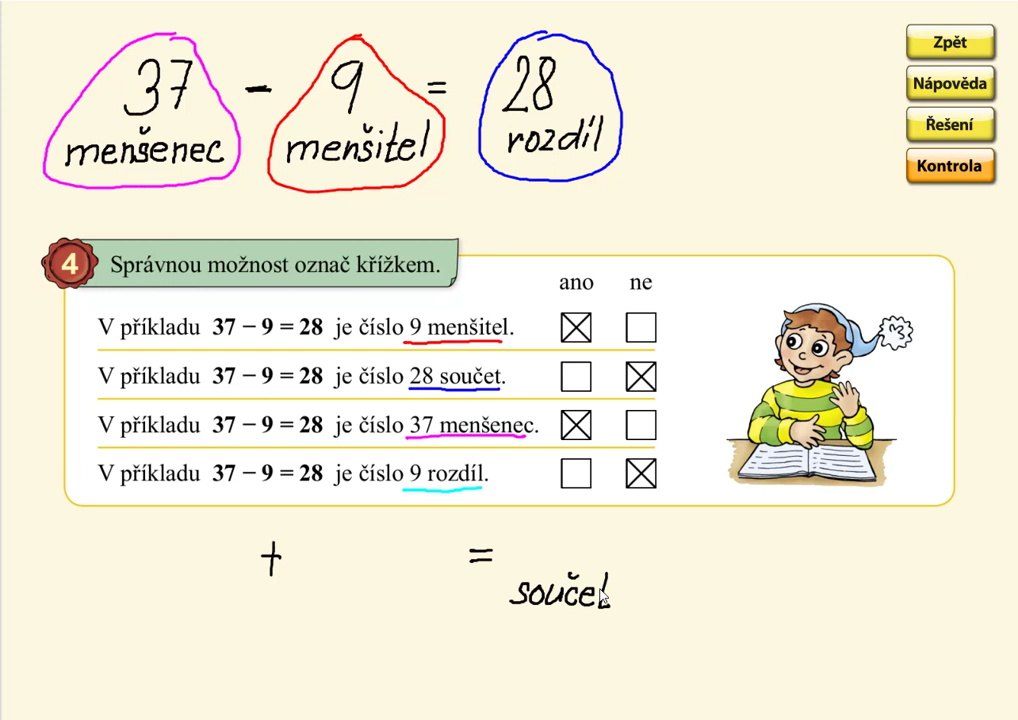 37 - 9 = 28
menšenec menšitel rozdíl
Zpět
Nápověda
Řešení
Kontrola
4 Správnou možnost označ křížkem.
ano ne
V příkladu 37 − 9 = 28 je číslo 9 menšitel.
V příkladu 37 − 9 = 28 je číslo 28 součet.
V příkladu 37 − 9 = 28 je číslo 37 menšenec.
V příkladu 37 − 9 = 28 je číslo 9 rozdíl.
+ =
součet